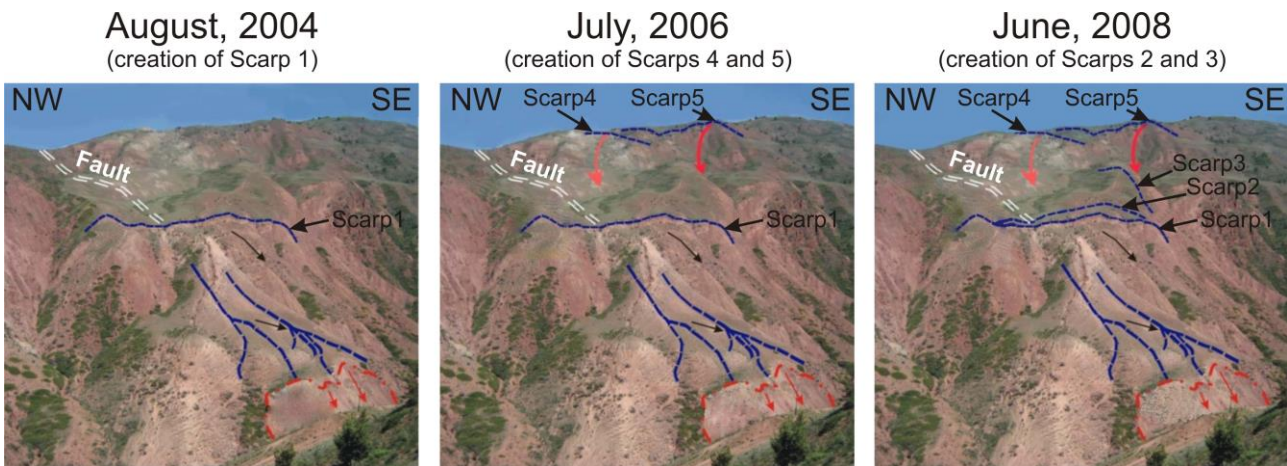 August, 2004
(creation of Scarp 1)
NW
SE
Fault
Scarp1
July, 2006
(creation of Scarps 4 and 5)
NW
Scarp4
Scarp5
SE
Fault
Scarp1
June, 2008
(creation of Scarps 2 and 3)
NW
Scarp4
Scarp5
SE
Fault
Scarp3
Scarp2
Scarp1